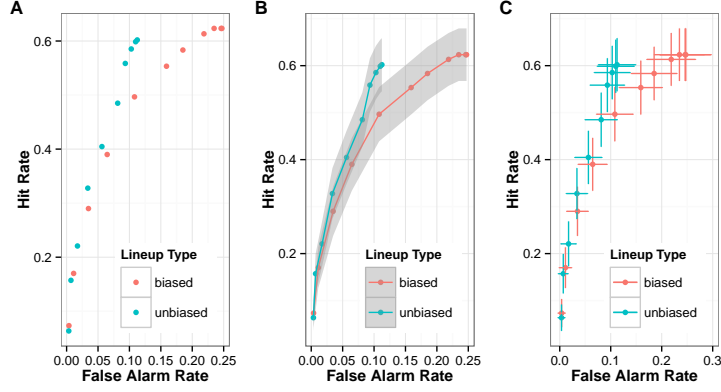 A
Hit Rate
0.6
0.4
0.2
0.00 0.05 0.10 0.15 0.20 0.25
False Alarm Rate
Lineup Type
biased
unbiased
B
Hit Rate
0.6
0.4
0.2
0.00 0.05 0.10 0.15 0.20 0.25
False Alarm Rate
Lineup Type
biased
unbiased
C
Hit Rate
0.6
0.4
0.2
0.0 0.1 0.2 0.3
False Alarm Rate
Lineup Type
biased
unbiased